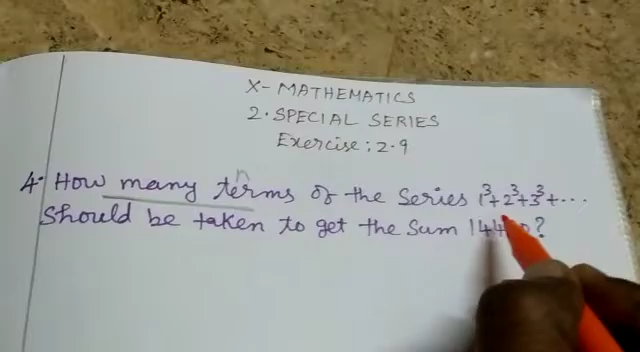 X- MATHEMATICS
2. SPECIAL SERIES
Exercise: 2.9
n
4. How many terms of the series 1³+2³+3³+...
Should be taken to get the Sum ?